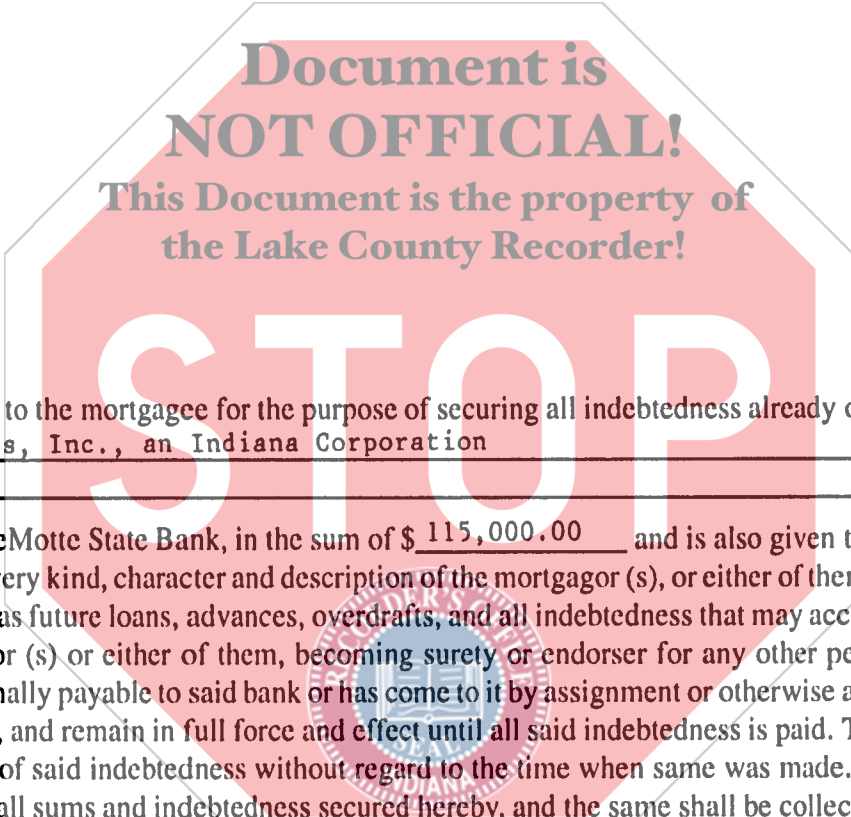 Document is
NOT OFFICIAL!
This Document is the property of
the Lake County Recorder!
STOP
to the mortgagee for the purpose of securing all indebtedness already
s, Inc., an Indiana Corporation
Motte State Bank, in the sum of $ 115,000.00 and is also given
ery kind, character and description of the mortgagor (s), or either of
as future loans, advances, overdrafts, and all indebtedness that may
or (s) or either of them, becoming surety or endorser for any other
nally payable to said bank or has come to it by assignment or otherwise
, and remain in full force and effect until all said indebtedness is paid.
of said indebtedness without regard to the time when same was made.
all sums and indebtedness secured hereby, and the same shall be
RECORDER'S OFFICE
SEAL
INDIANA